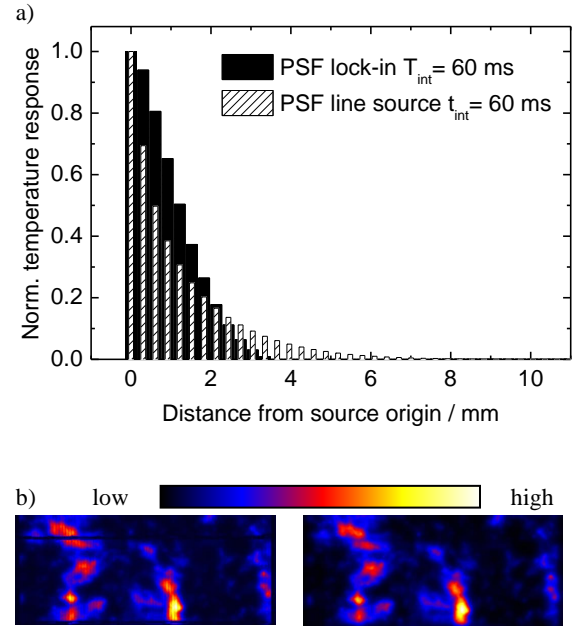 a)
PSF lock-in T_int = 60 ms
PSF line source t_int = 60 ms
Norm. temperature response
1.0
0.8
0.6
0.4
0.2
0.0
0 2 4 6 8 10
Distance from source origin / mm
b) low high